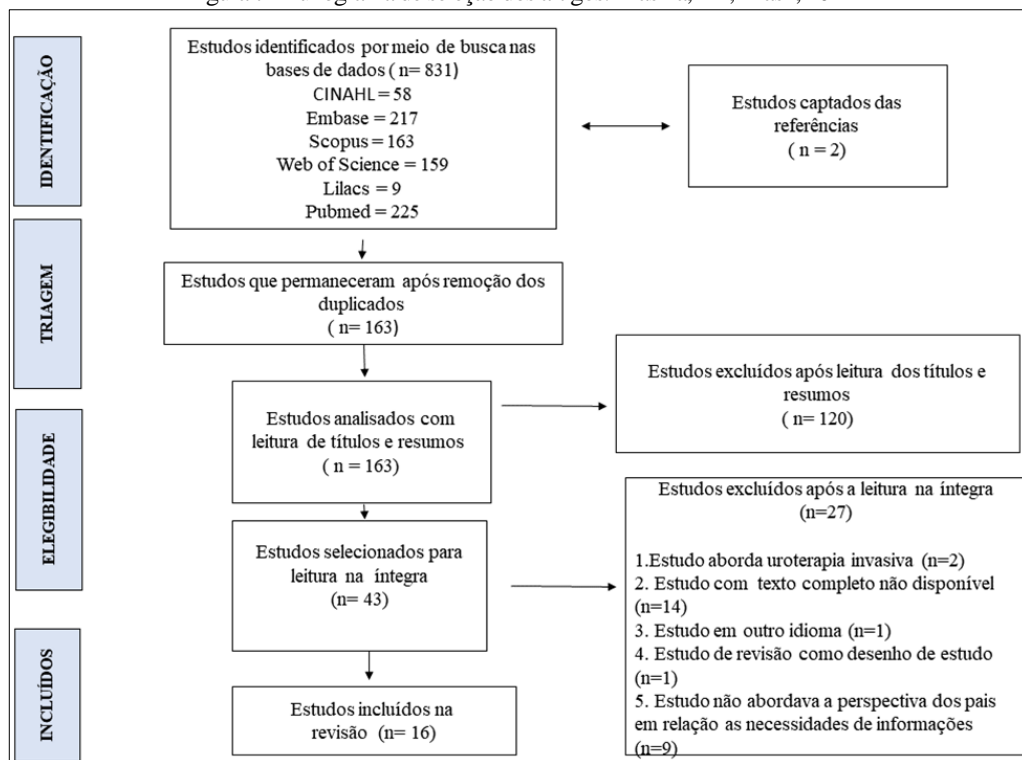 IDENTIFICAÇÃO
Estudos identificados por meio de busca nas
bases de dados ( n= 831)
CINAHL = 58
Embase = 217
Scopus = 163
Web of Science = 159
Lilacs = 9
Pubmed = 225
Estudos captados das
referências
( n = 2)
TRIAGEM
Estudos que permaneceram após remoção dos
duplicados
( n= 163)
Estudos excluídos após leitura dos títulos e
resumos
( n= 120)
ELEGIBILIDADE
Estudos analisados com
leitura de títulos e resumos
( n = 163)
Estudos selecionados para
leitura na íntegra
(n= 43)
Estudos excluídos após a leitura na íntegra
(n=27)
1.Estudo aborda uroterapia invasiva (n=2)
2. Estudo com texto completo não disponível
(n=14)
3. Estudo em outro idioma (n=1)
4. Estudo de revisão como desenho de estudo
(n=1)
5. Estudo não abordava a perspectiva dos pais
em relação as necessidades de informações
(n=9)
INCLUÍDOS
Estudos incluídos na
revisão (n= 16)